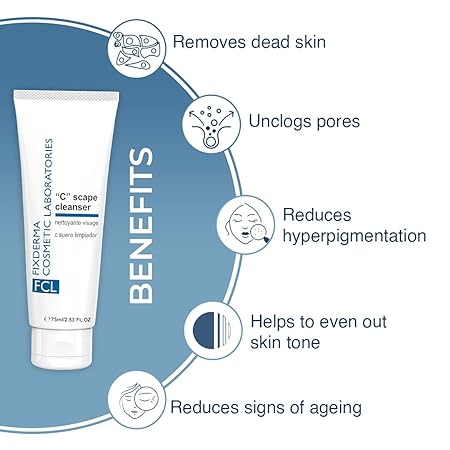 Removes dead skin
Unclogs pores
Reduces
hyperpigmentation
Helps to even out
skin tone
Reduces signs of ageing
BENEFITS
FIXDERMA
COSMETIC LABORATORIES
FCL
"C" scape
cleanser
nettoyante visage
c suero limpiador
℮75ml/2.53 FL.OZ